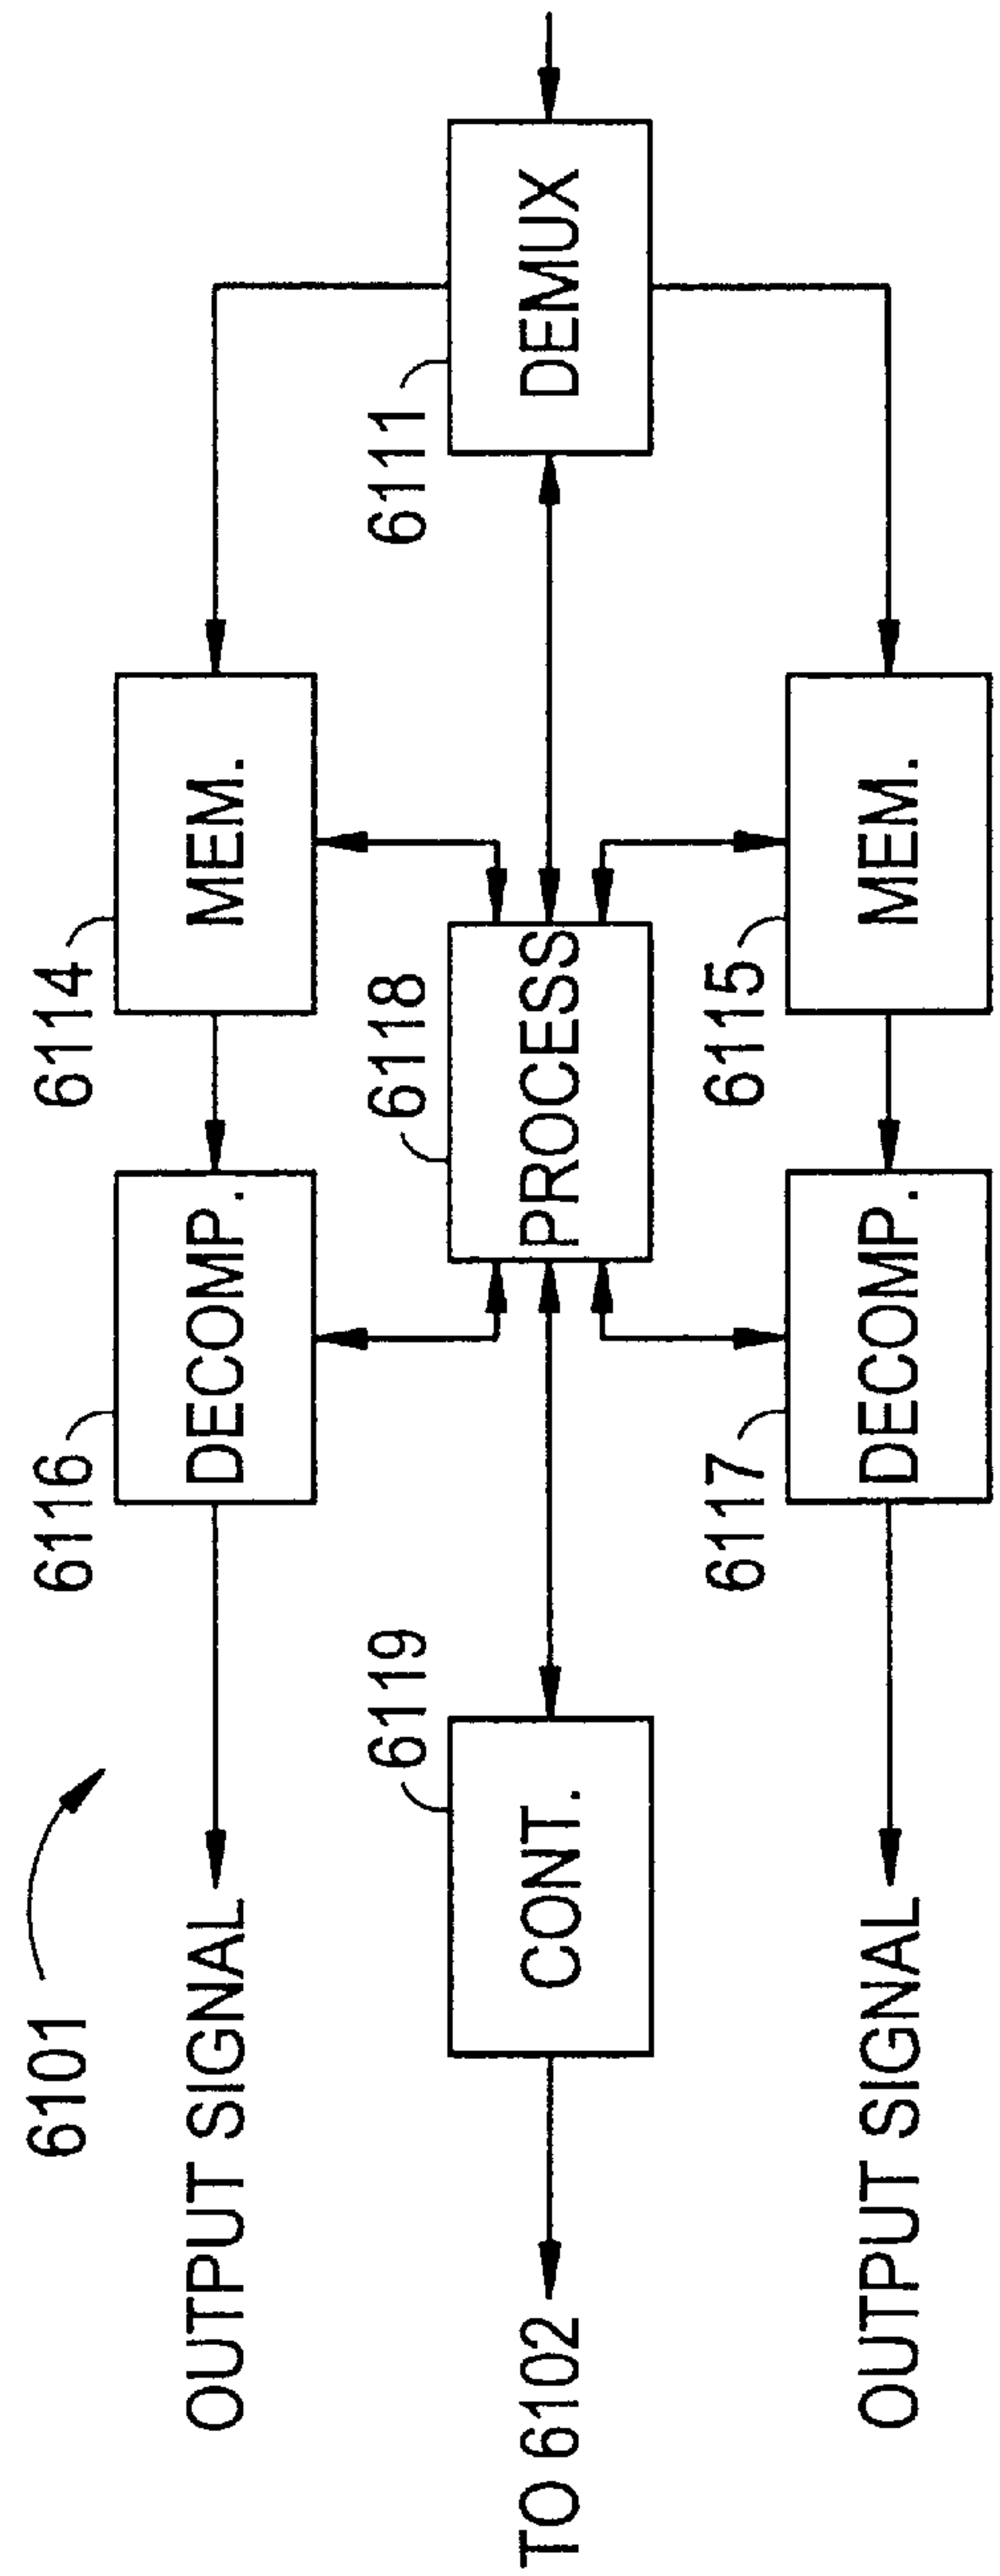 6101
OUTPUT SIGNAL
6116
DECOMP.
6114
MEM.
TO 6102
6119
CONT.
6118
PROCESS
6111
DEMUX
OUTPUT SIGNAL
6117
DECOMP.
6115
MEM.